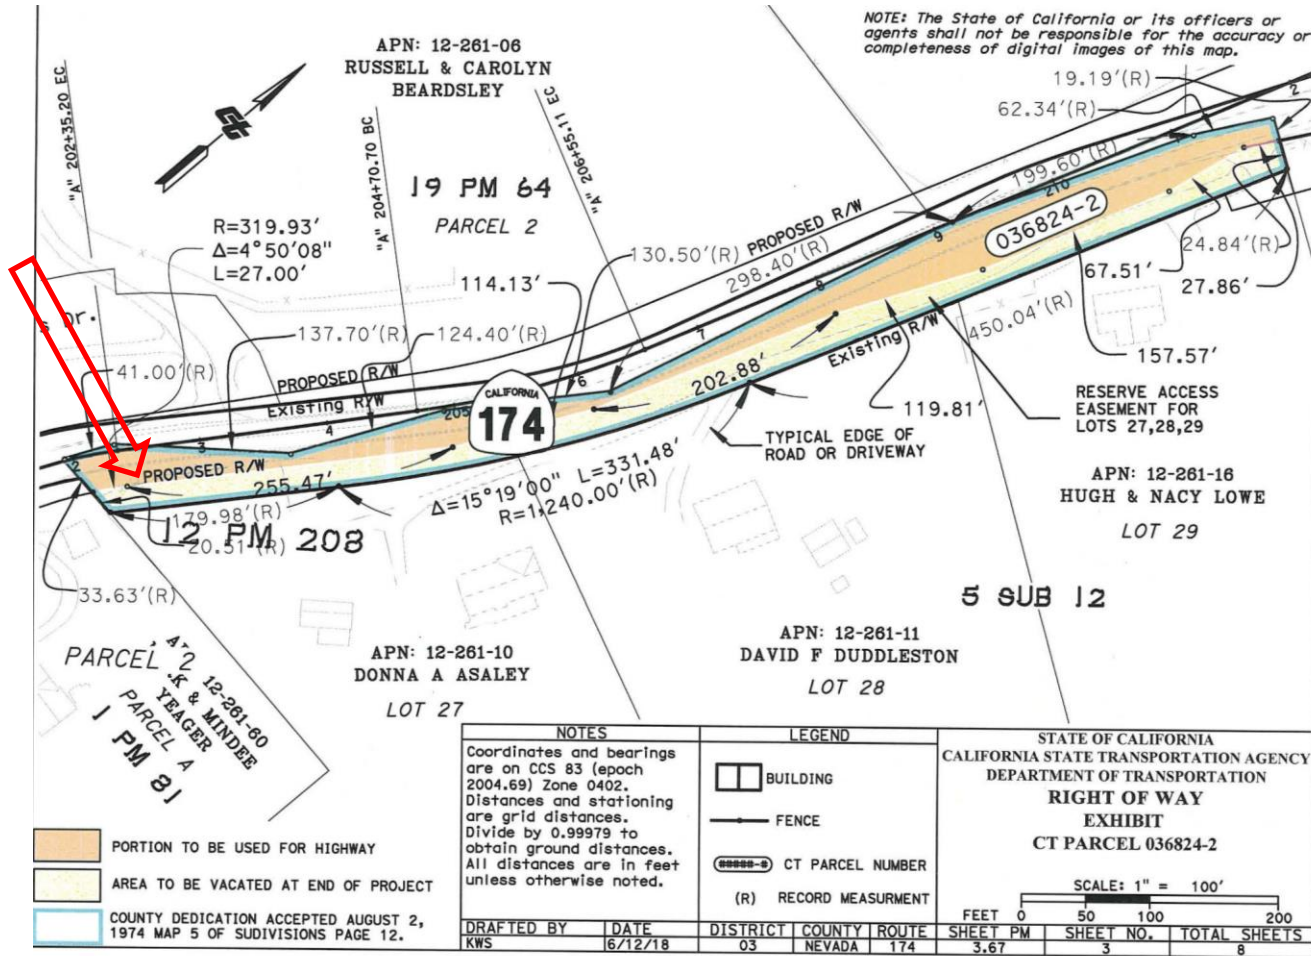 NOTE: The State of California or its officers or
agents shall not be responsible for the accuracy or
completeness of digital images of this map.
APN: 12-261-06
RUSSELL & CAROLYN
BEARDSLEY
"A" 202+35.20 EC
"A" 204+70.70 BC
"A" 206+55.11 EC
19 PM 64
PARCEL 2
R=319.93'
Δ=4°50'08"
L=27.00'
19.19'(R)
62.34'(R)
2
199.60'(R)
210
036824-2
130.50'(R)
PROPOSED R/W
298.40'(R)
9
8
7
6
114.13'
137.70'(R)
124.40'(R)
41.00'(R)
s Dr.
PROPOSED R/W
Existing R/W
205
4
3
2
CALIFORNIA
174
PROPOSED R/W
255.47'
202.88'
Existing R/W
450.04'(R)
67.51'
24.84'(R)
27.86'
157.57'
119.81'
RESERVE ACCESS
EASEMENT FOR
LOTS 27,28,29
TYPICAL EDGE OF
ROAD OR DRIVEWAY
Δ=15°19'00" L=331.48'
R=1,240.00'(R)
179.98'(R)
12 PM 208
20.51'(R)
33.63'(R)
APN: 12-261-16
HUGH & NACY LOWE
LOT 29
5 SUB 12
APN: 12-261-11
DAVID F DUDDLESTON
LOT 28
APN: 12-261-10
DONNA A ASALEY
LOT 27
PARCEL 2
12-261-60
K & MINDEE
YEAGER
PARCEL A
1 PM 81
PORTION TO BE USED FOR HIGHWAY
AREA TO BE VACATED AT END OF PROJECT
COUNTY DEDICATION ACCEPTED AUGUST 2,
1974 MAP 5 OF SUDIVISIONS PAGE 12.
NOTES
Coordinates and bearings
are on CCS 83 (epoch
2004.69) Zone 0402.
Distances and stationing
are grid distances.
Divide by 0.99979 to
obtain ground distances.
All distances are in feet
unless otherwise noted.
LEGEND
BUILDING
FENCE
#####-# CT PARCEL NUMBER
(R) RECORD MEASURMENT
STATE OF CALIFORNIA
CALIFORNIA STATE TRANSPORTATION AGENCY
DEPARTMENT OF TRANSPORTATION
RIGHT OF WAY
EXHIBIT
CT PARCEL 036824-2
SCALE: 1" = 100'
FEET 0 50 100 200
DRAFTED BY DATE DISTRICT COUNTY ROUTE SHEET PM SHEET NO. TOTAL SHEETS
KWS 6/12/18 03 NEVADA 174 3.67 3 8